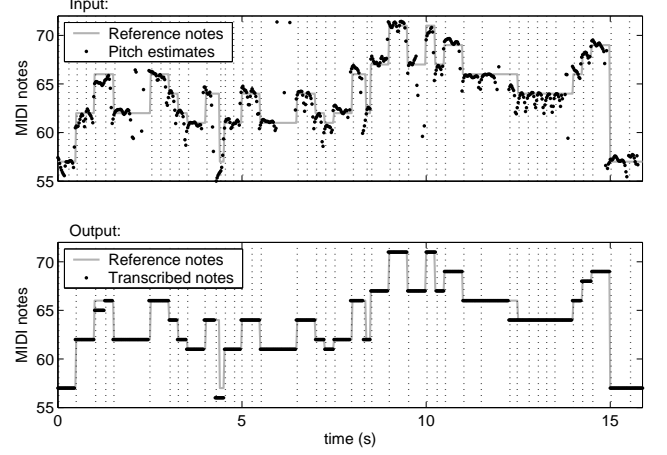 Input:
Reference notes
Pitch estimates
70
65
60
55
MIDI notes
Output:
Reference notes
Transcribed notes
70
65
60
55
MIDI notes
0 5 10 15
time (s)